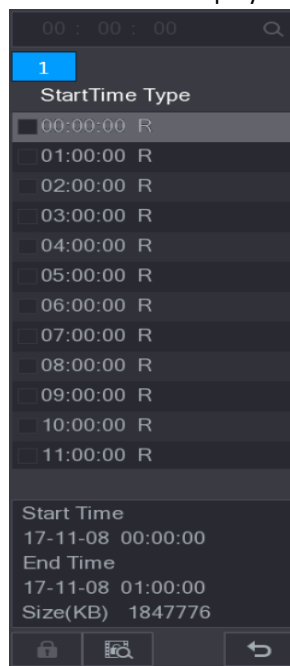 00 : 00 : 00
1
StartTime Type
00:00:00 R
01:00:00 R
02:00:00 R
03:00:00 R
04:00:00 R
05:00:00 R
06:00:00 R
07:00:00 R
08:00:00 R
09:00:00 R
10:00:00 R
11:00:00 R
Start Time
17-11-08 00:00:00
End Time
17-11-08 01:00:00
Size(KB) 1847776